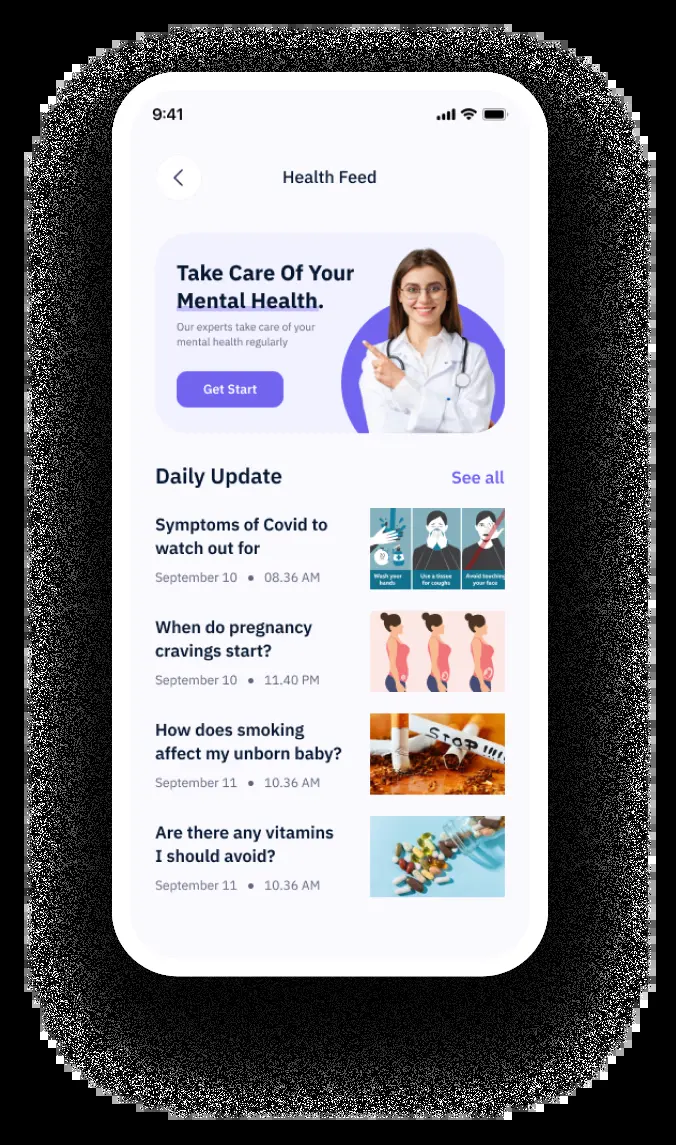 9:41
Health Feed
Take Care Of Your
Mental Health.
Our experts take care of your
mental health regularly
Get Start
Daily Update
See all
Symptoms of Covid to
watch out for
September 10 • 08.36 AM
Wash your
hands
Use a tissue
for coughs
Avoid touching
your face
When do pregnancy
cravings start?
September 10 • 11.40 PM
How does smoking
affect my unborn baby?
September 11 • 10.36 AM
STOP!!!!
Are there any vitamins
I should avoid?
September 11 • 10.36 AM